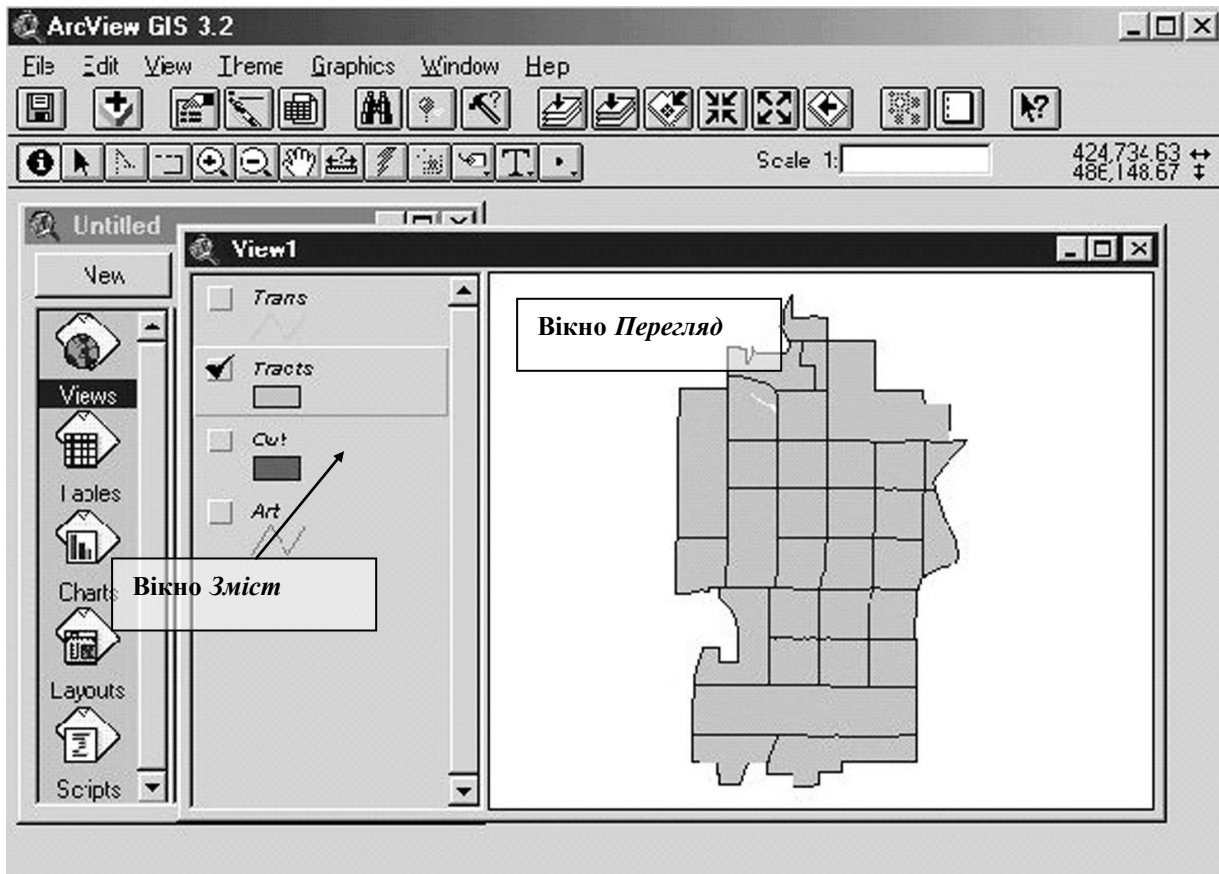 ArcView GIS 3.2
File Edit View Theme Graphics Window Help
Scale 1:
424,734.63
486,148.67
Untitled
New
Views
Tables
Charts
Layouts
Scripts
View1
Trans
Tracts
Cut
Art
Вікно Перегляд
Вікно Зміст